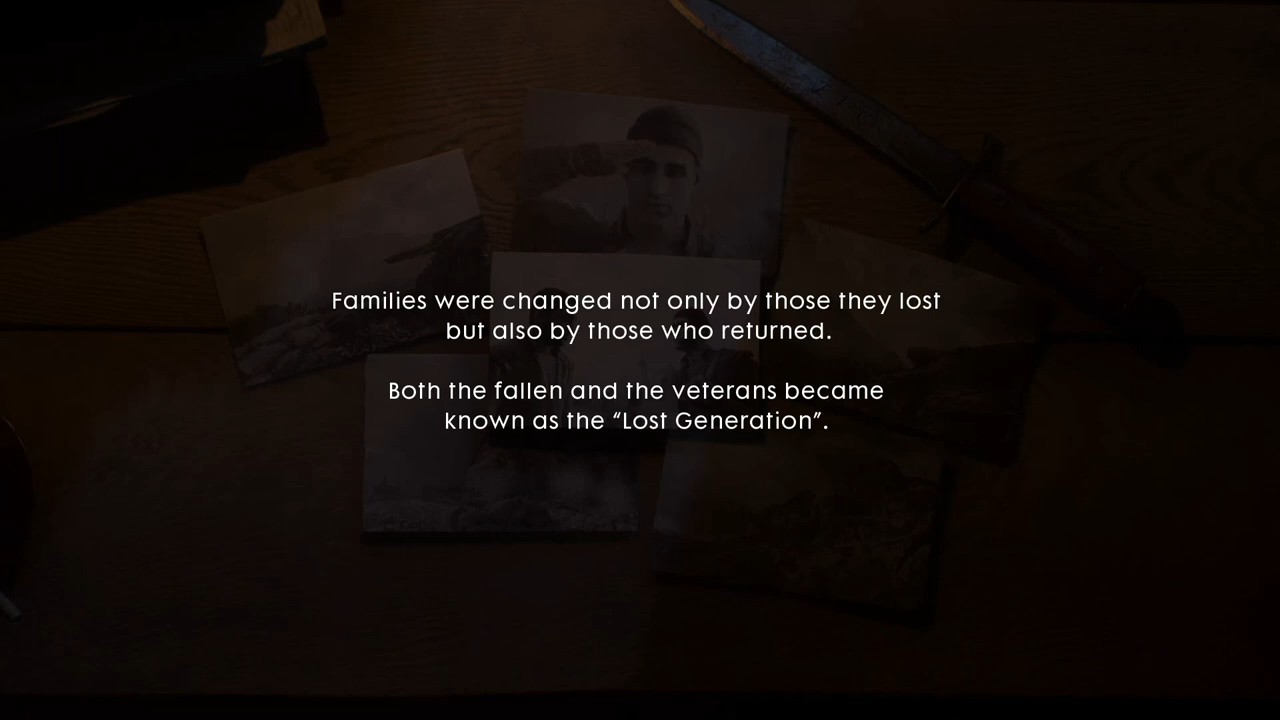 Families were changed not only by those they lost
but also by those who returned.
Both the fallen and the veterans became
known as the “Lost Generation”.